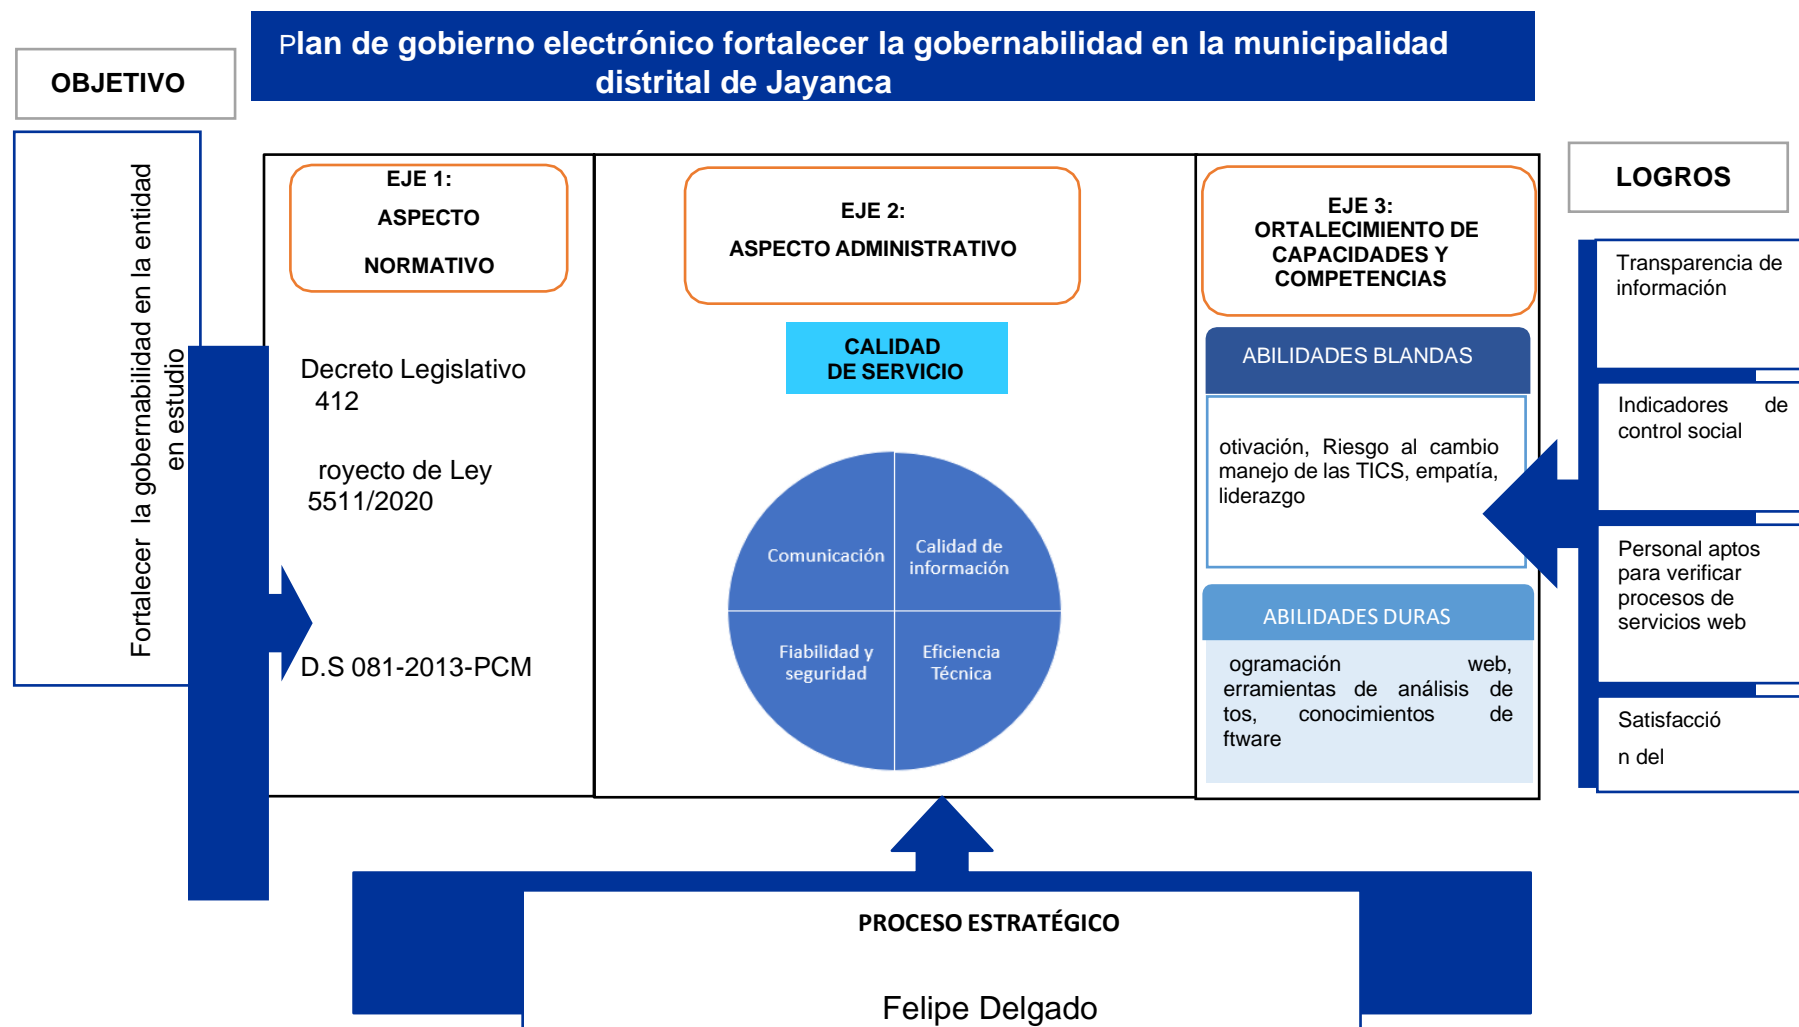 Plan de gobierno electrónico fortalecer la gobernabilidad en la municipalidad
distrital de Jayanca
OBJETIVO
Fortalecer la gobernabilidad en la entidad
en estudio
EJE 1:
ASPECTO
NORMATIVO
Decreto Legislativo
412
royecto de Ley
5511/2020
D.S 081-2013-PCM
EJE 2:
ASPECTO ADMINISTRATIVO
CALIDAD
DE SERVICIO
Comunicación
Calidad de
información
Fiabilidad y
seguridad
Eficiencia
Técnica
EJE 3:
ORTALECIMIENTO DE
CAPACIDADES Y
COMPETENCIAS
ABILIDADES BLANDAS
otivación, Riesgo al cambio
manejo de las TICS, empatía,
liderazgo
ABILIDADES DURAS
ogramación web,
erramientas de análisis de
tos, conocimientos de
ftware
LOGROS
Transparencia de
información
Indicadores de
control social
Personal aptos
para verificar
procesos de
servicios web
Satisfacció
n del
PROCESO ESTRATÉGICO
Felipe Delgado